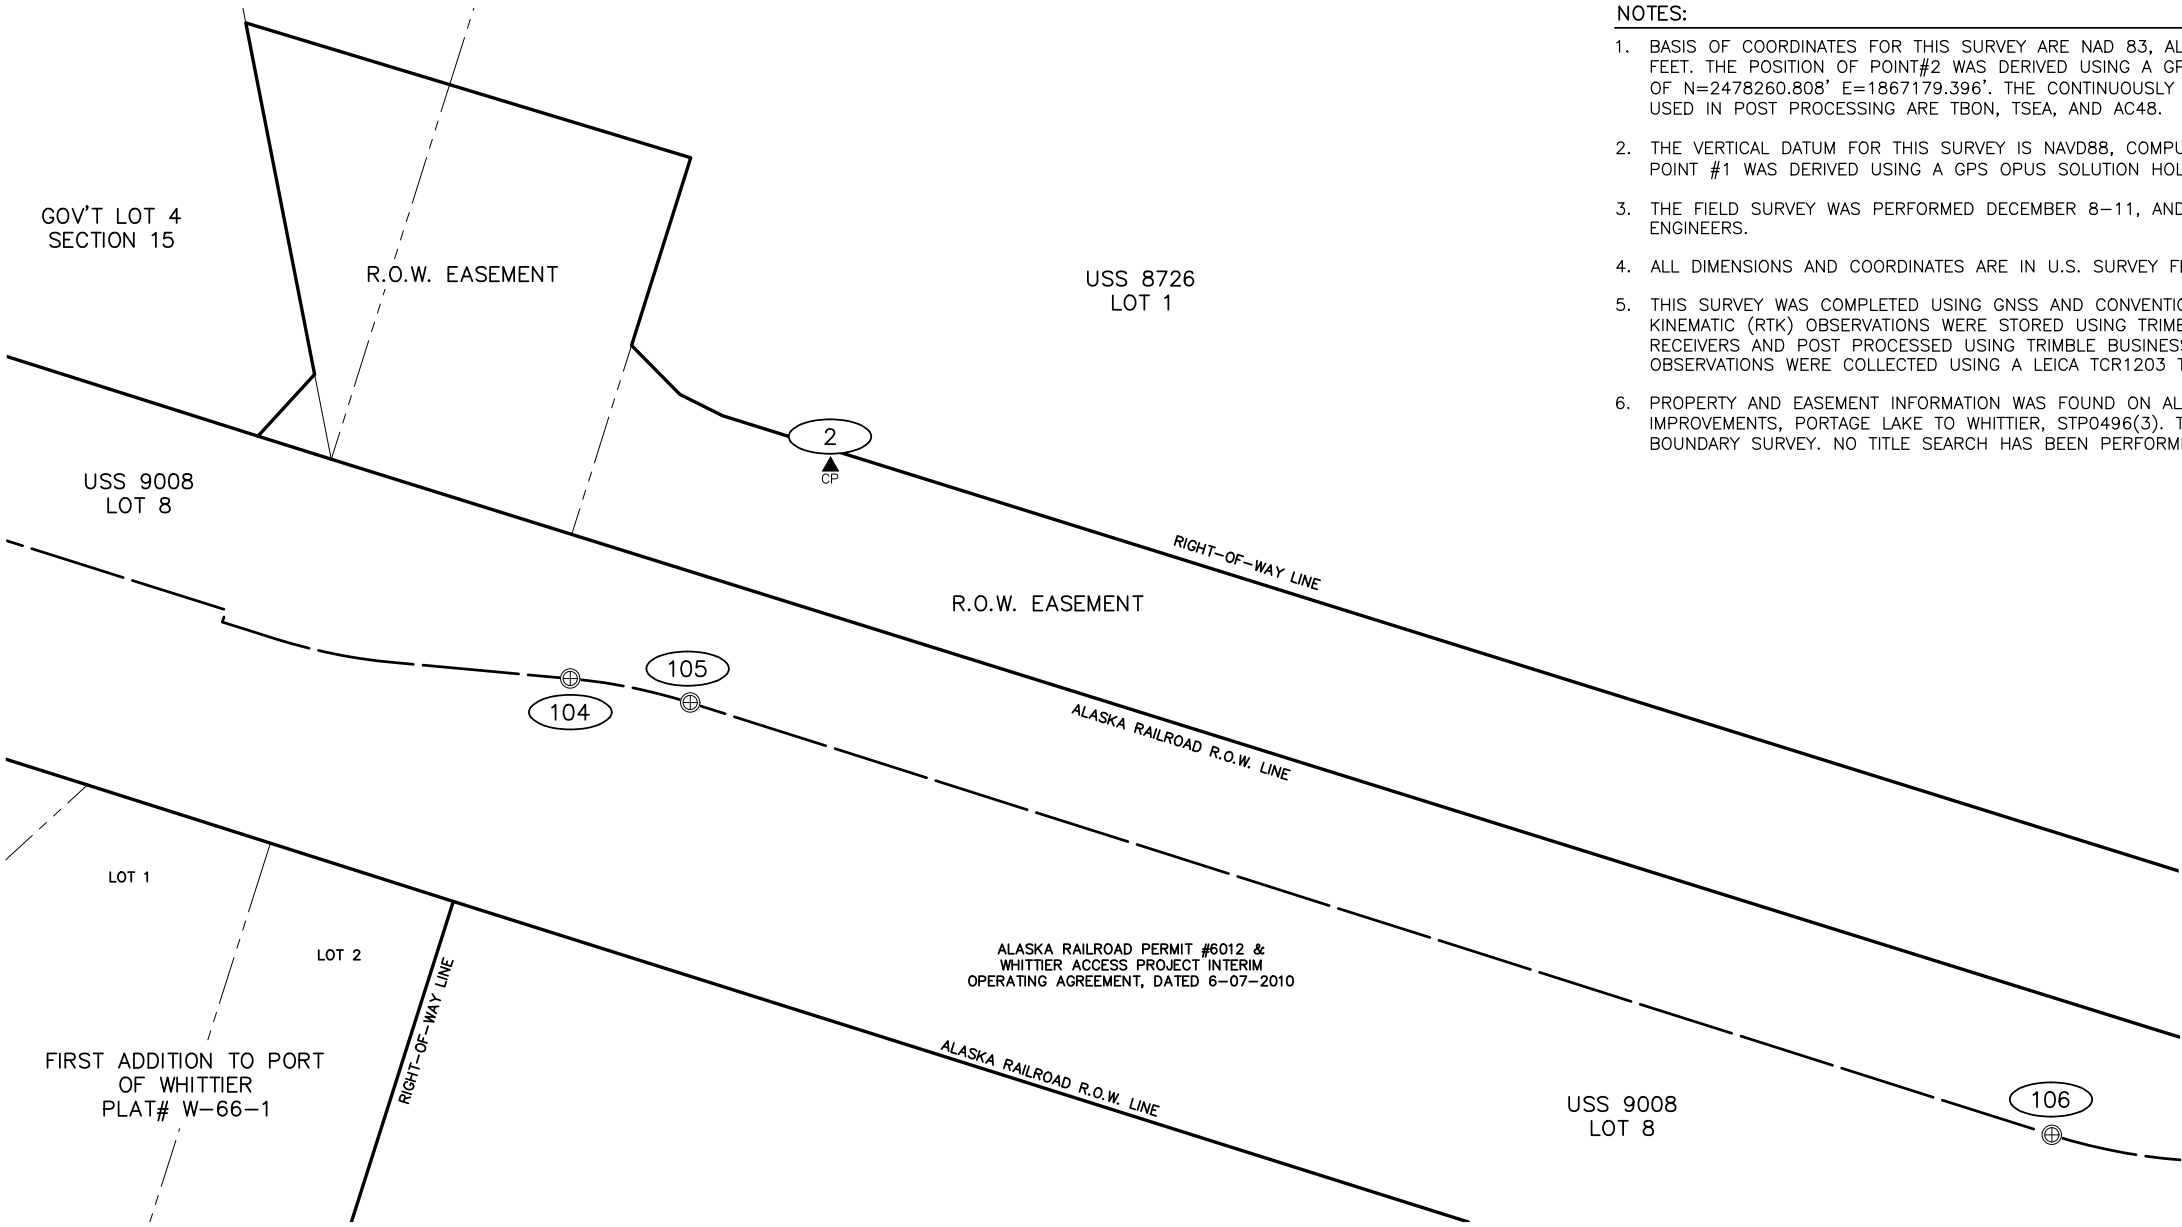 NOTES:
1. BASIS OF COORDINATES FOR THIS SURVEY ARE NAD 83,
FEET. THE POSITION OF POINT#2 WAS DERIVED USING A
OF N=2478260.808' E=1867179.396'. THE CONTINUOUSLY
USED IN POST PROCESSING ARE TBON, TSEA, AND AC48.
2. THE VERTICAL DATUM FOR THIS SURVEY IS NAVD88,
POINT #1 WAS DERIVED USING A GPS OPUS SOLUTION
3. THE FIELD SURVEY WAS PERFORMED DECEMBER 8-11, AND
ENGINEERS.
4. ALL DIMENSIONS AND COORDINATES ARE IN U.S. SURVEY
5. THIS SURVEY WAS COMPLETED USING GNSS AND
KINEMATIC (RTK) OBSERVATIONS WERE STORED USING
RECEIVERS AND POST PROCESSED USING TRIMBLE
OBSERVATIONS WERE COLLECTED USING A LEICA TCR1203
6. PROPERTY AND EASEMENT INFORMATION WAS FOUND ON
IMPROVEMENTS, PORTAGE LAKE TO WHITTIER, STP0496(3).
BOUNDARY SURVEY. NO TITLE SEARCH HAS BEEN
GOV'T LOT 4
SECTION 15
R.O.W. EASEMENT
USS 8726
LOT 1
2
CP
USS 9008
LOT 8
RIGHT-OF-WAY LINE
R.O.W. EASEMENT
105
104
ALASKA RAILROAD R.O.W. LINE
LOT 1
LOT 2
RIGHT-OF-WAY LINE
ALASKA RAILROAD PERMIT #6012 &
WHITTIER ACCESS PROJECT INTERIM
OPERATING AGREEMENT, DATED 6-07-2010
FIRST ADDITION TO PORT
OF WHITTIER
PLAT# W-66-1
ALASKA RAILROAD R.O.W. LINE
USS 9008
LOT 8
106